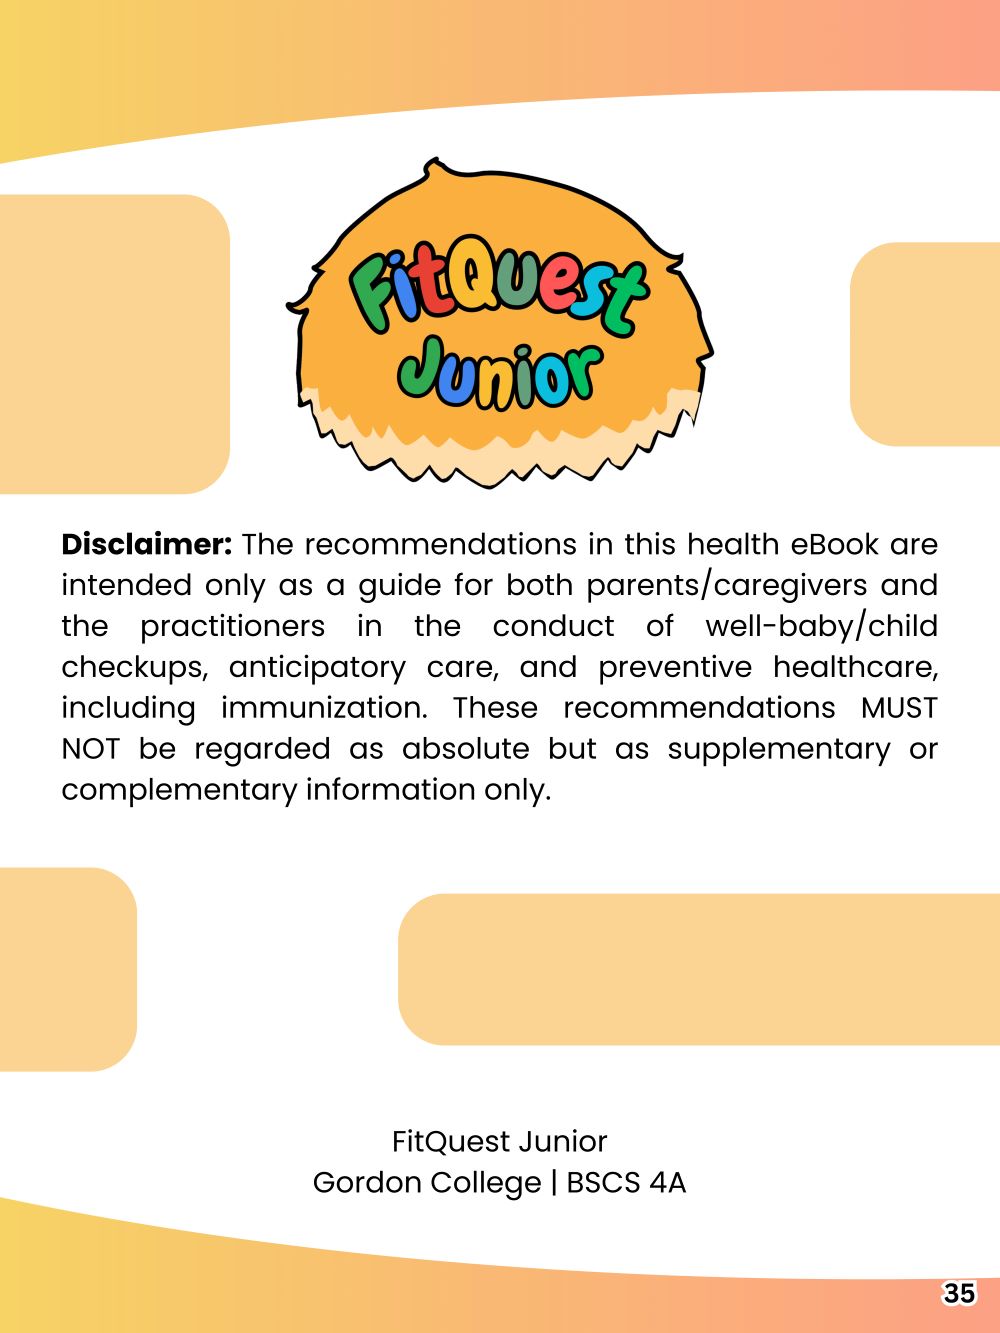 FitQuest
Junior
Disclaimer: The recommendations in this health eBook are
intended only as a guide for both parents/caregivers and
the practitioners in the conduct of well-baby/child
checkups, anticipatory care, and preventive healthcare,
including immunization. These recommendations MUST
NOT be regarded as absolute but as supplementary or
complementary information only.
FitQuest Junior
Gordon College | BSCS 4A
35